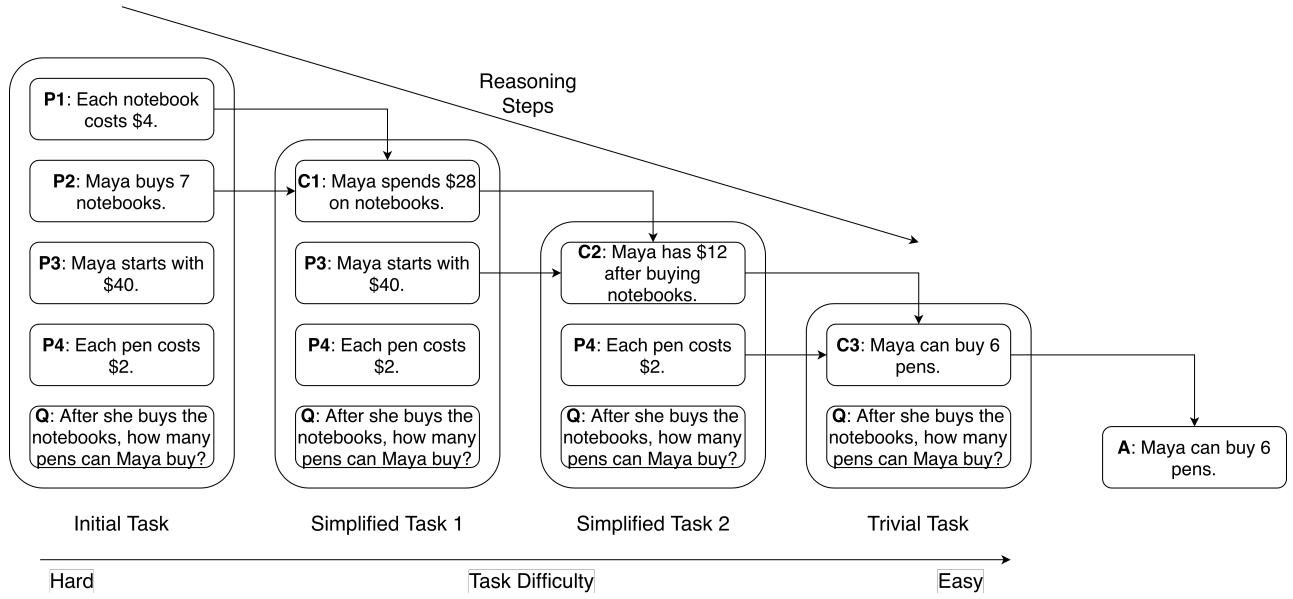 Reasoning
Steps
P1: Each notebook
costs $4.
P2: Maya buys 7
notebooks.
P3: Maya starts with
$40.
P4: Each pen costs
$2.
Q: After she buys the
notebooks, how many
pens can Maya buy?
Initial Task
C1: Maya spends $28
on notebooks.
P3: Maya starts with
$40.
P4: Each pen costs
$2.
Q: After she buys the
notebooks, how many
pens can Maya buy?
Simplified Task 1
C2: Maya has $12
after buying
notebooks.
P4: Each pen costs
$2.
Q: After she buys the
notebooks, how many
pens can Maya buy?
Simplified Task 2
C3: Maya can buy 6
pens.
Q: After she buys the
notebooks, how many
pens can Maya buy?
Trivial Task
A: Maya can buy 6
pens.
Hard
Task Difficulty
Easy